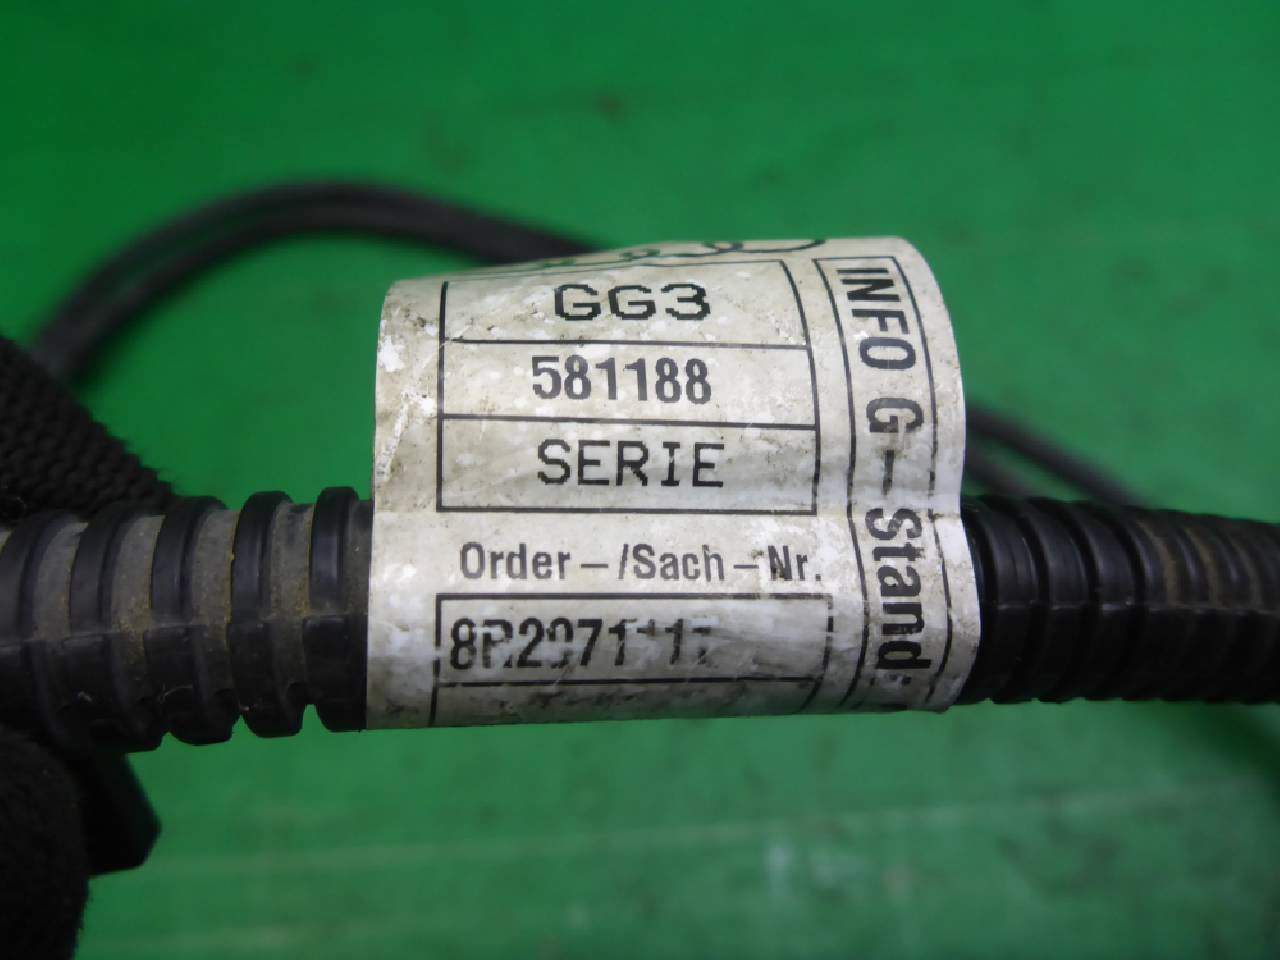 GG3
581188
SERIE
Order-/Sach-Nr.
INFO G-Stand: